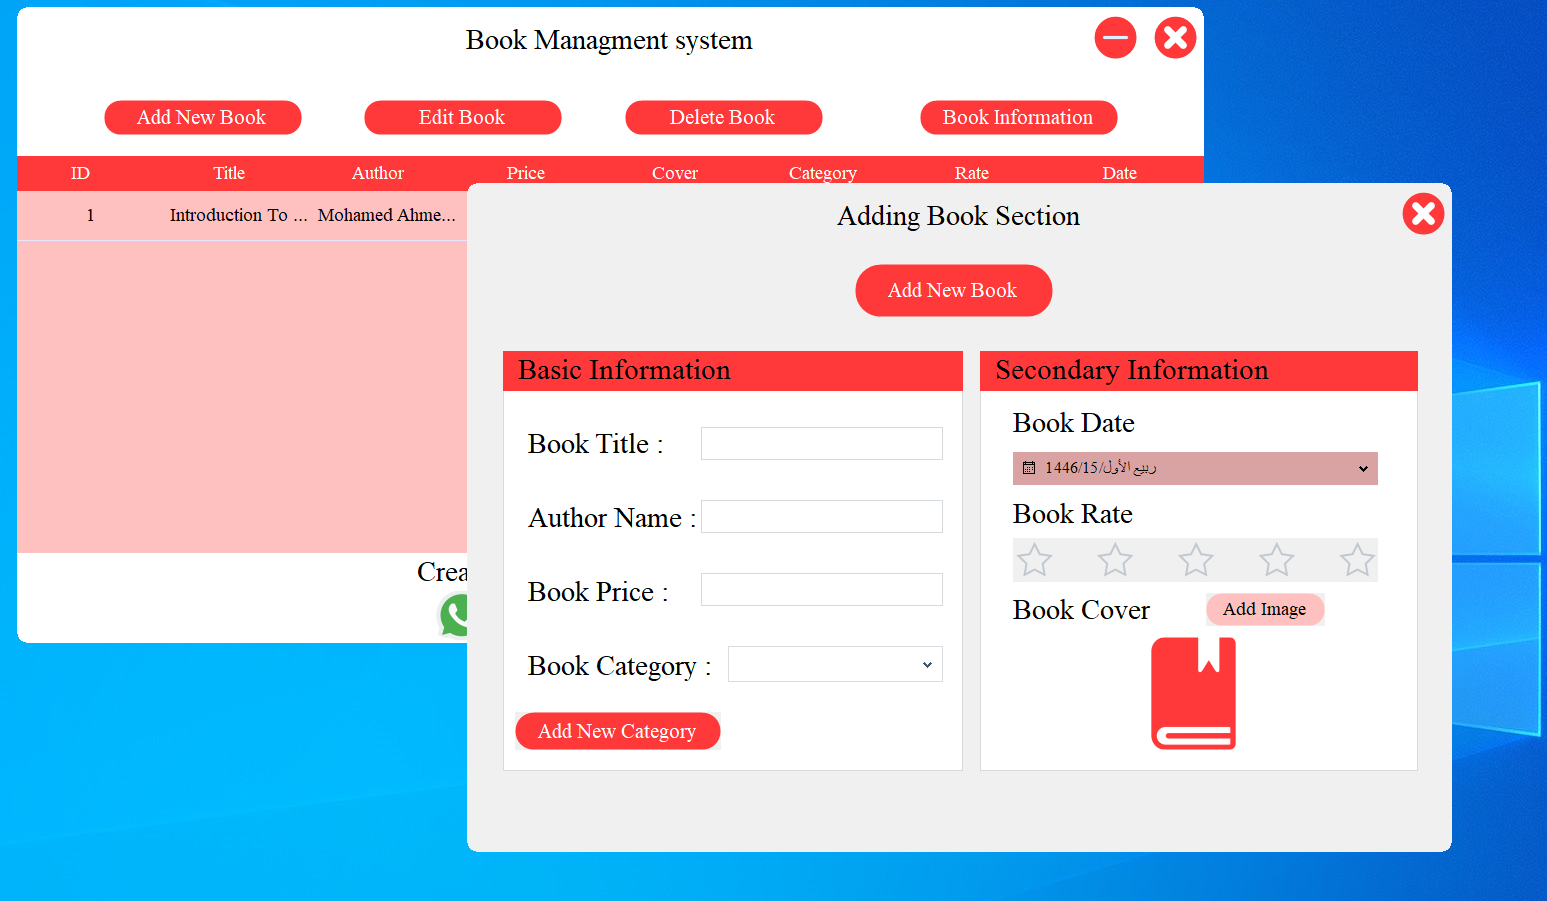 Book Managment system
Add New Book
Edit Book
Delete Book
Book Information
ID Title Author Price Cover Category Rate Date
1 Introduction To ... Mohamed Ahme...
Adding Book Section
Add New Book
Basic Information
Book Title :
Author Name :
Book Price :
Book Category :
Add New Category
Secondary Information
Book Date
1446/15/ربيع الأول
Book Rate
Book Cover
Add Image
Crea